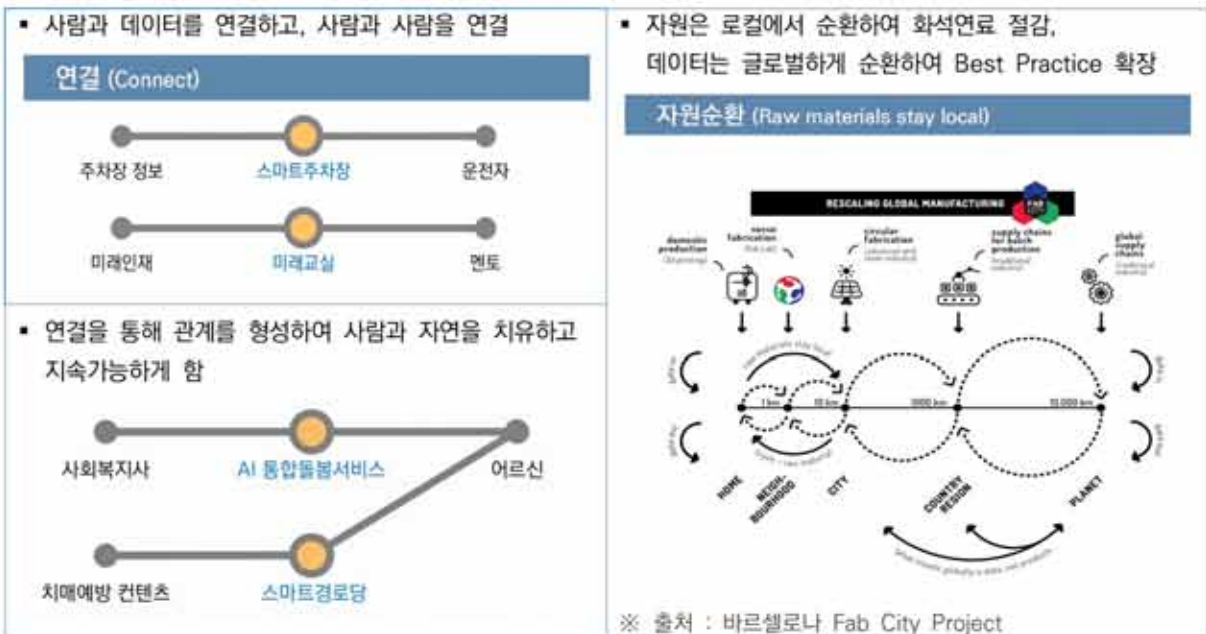 ▪ 사람과 데이터를 연결하고, 사람과 사람을 연결
연결 (Connect)
주차장 정보
스마트주차장
운전자
미래인재
미래교실
멘토
▪ 연결을 통해 관계를 형성하여 사람과 자연을 치유하고
지속가능하게 함
사회복지사
AI 통합돌봄서비스
어르신
치매예방 컨텐츠
스마트경로당
▪ 자원은 로컬에서 순환하여 화석연료 절감,
데이터는 글로벌하게 순환하여 Best Practice 확장
자원순환 (Raw materials stay local)
RESCALING GLOBAL MANUFACTURING
FAB
domestic
production
fabrication
circular
fabrication
supply chains
for batch
production
global
supply
chains
raw materials stay local
1 km
10 km
1000 km
10.000 km
HOME
NEIGH-
BOURHOOD
CITY
COUNTRY
REGION
PLANET
※ 출처 : 바르셀로나 Fab City Project